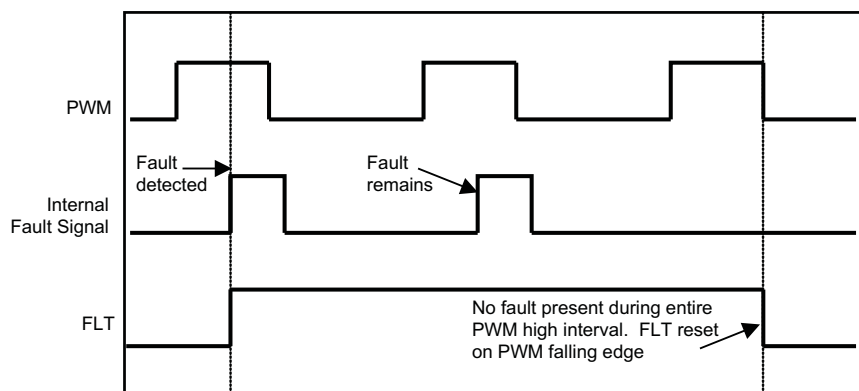 PWM
Fault
detected
Fault
remains
Internal
Fault Signal
No fault present during entire
PWM high interval. FLT reset
on PWM falling edge
FLT